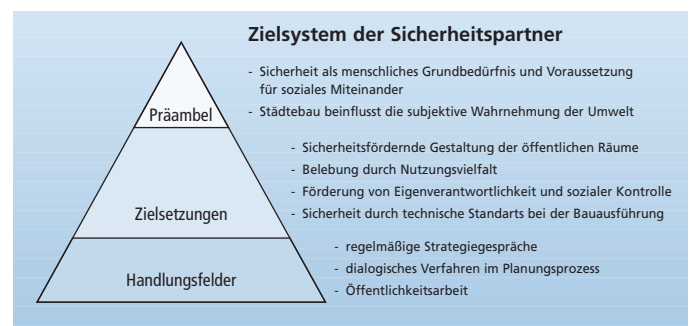 Zielsystem der Sicherheitspartner
- Sicherheit als menschliches Grundbedürfnis und Voraussetzung
für soziales Miteinander
- Städtebau beinflusst die subjektive Wahrnehmung der Umwelt
Präambel
- Sicherheitsfördernde Gestaltung der öffentlichen Räume
- Belebung durch Nutzungsvielfalt
- Förderung von Eigenverantwortlichkeit und sozialer Kontrolle
- Sicherheit durch technische Standarts bei der Bauausführung
Zielsetzungen
- regelmäßige Strategiegespräche
- dialogisches Verfahren im Planungsprozess
- Öffentlichkeitsarbeit
Handlungsfelder